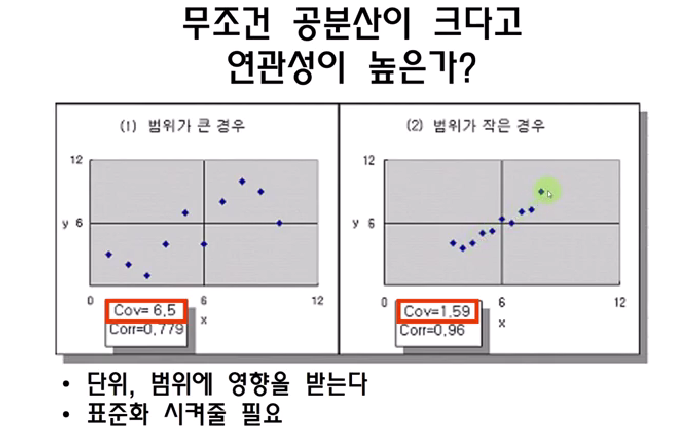 무조건 공분산이 크다고
연관성이 높은가?
(1) 범위가 큰 경우
(2) 범위가 작은 경우
12
y 6
0
6
12
x
Cov= 6.5
Corr=0.779
12
y 6
0
6
12
x
Cov=1.59
Corr=0.96
• 단위, 범위에 영향을 받는다
• 표준화 시켜줄 필요